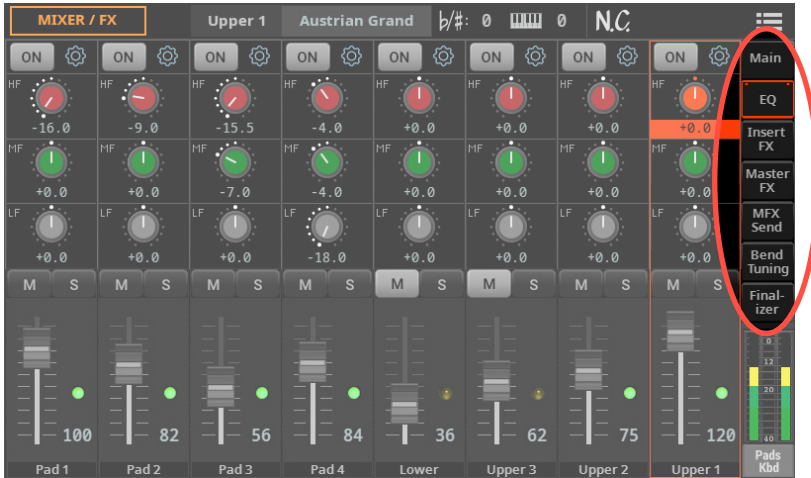 MIXER / FX Upper 1 Austrian Grand ♭/♯: 0 0 N.C.
ON ON ON ON ON ON ON ON Main
HF HF HF HF HF HF HF HF EQ
-16.0 -9.0 -15.5 -4.0 +0.0 +0.0 +0.0 +0.0 Insert
FX
MF MF MF MF MF MF MF MF Master
FX
+0.0 +0.0 -7.0 -4.0 +0.0 +0.0 +0.0 +0.0
LF LF LF LF LF LF LF LF MFX
Send
+0.0 +0.0 +0.0 -18.0 +0.0 +0.0 +0.0 +0.0 Bend
Tuning
M S M S M S M S M S M S M S M S Final-
izer
0
12
20
100 82 56 84 36 62 75 120 40
Pad 1 Pad 2 Pad 3 Pad 4 Lower Upper 3 Upper 2 Upper 1 Pads
Kbd